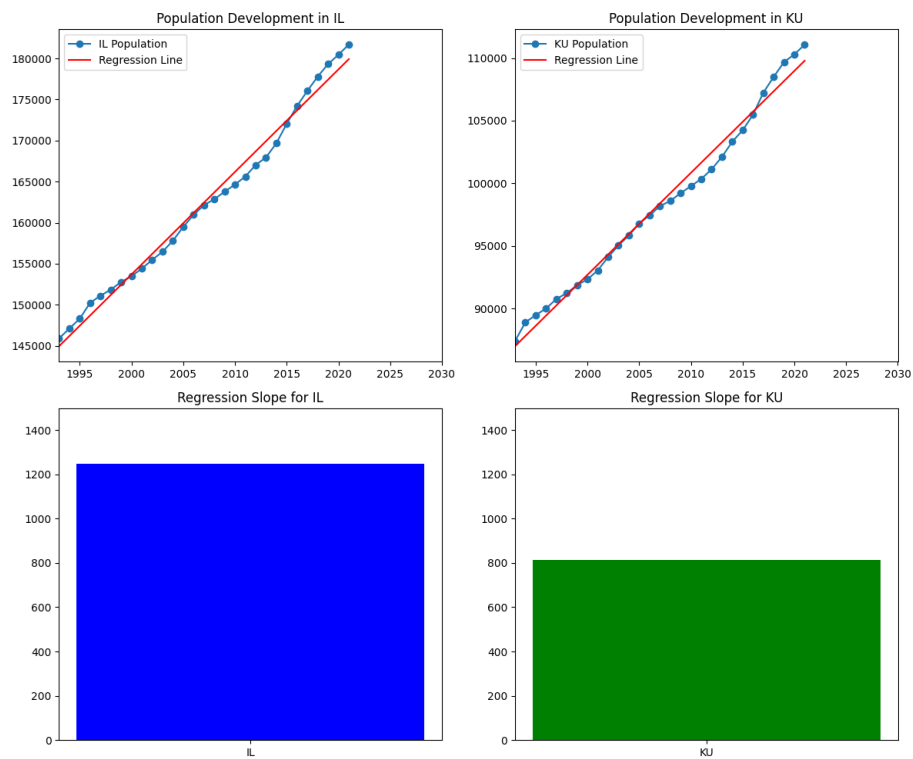 Population Development in IL
IL Population
Regression Line
180000
175000
170000
165000
160000
155000
150000
145000
1995 2000 2005 2010 2015 2020 2025 2030
Population Development in KU
KU Population
Regression Line
110000
105000
100000
95000
90000
1995 2000 2005 2010 2015 2020 2025 2030
Regression Slope for IL
1400
1200
1000
800
600
400
200
0
IL
Regression Slope for KU
1400
1200
1000
800
600
400
200
0
KU